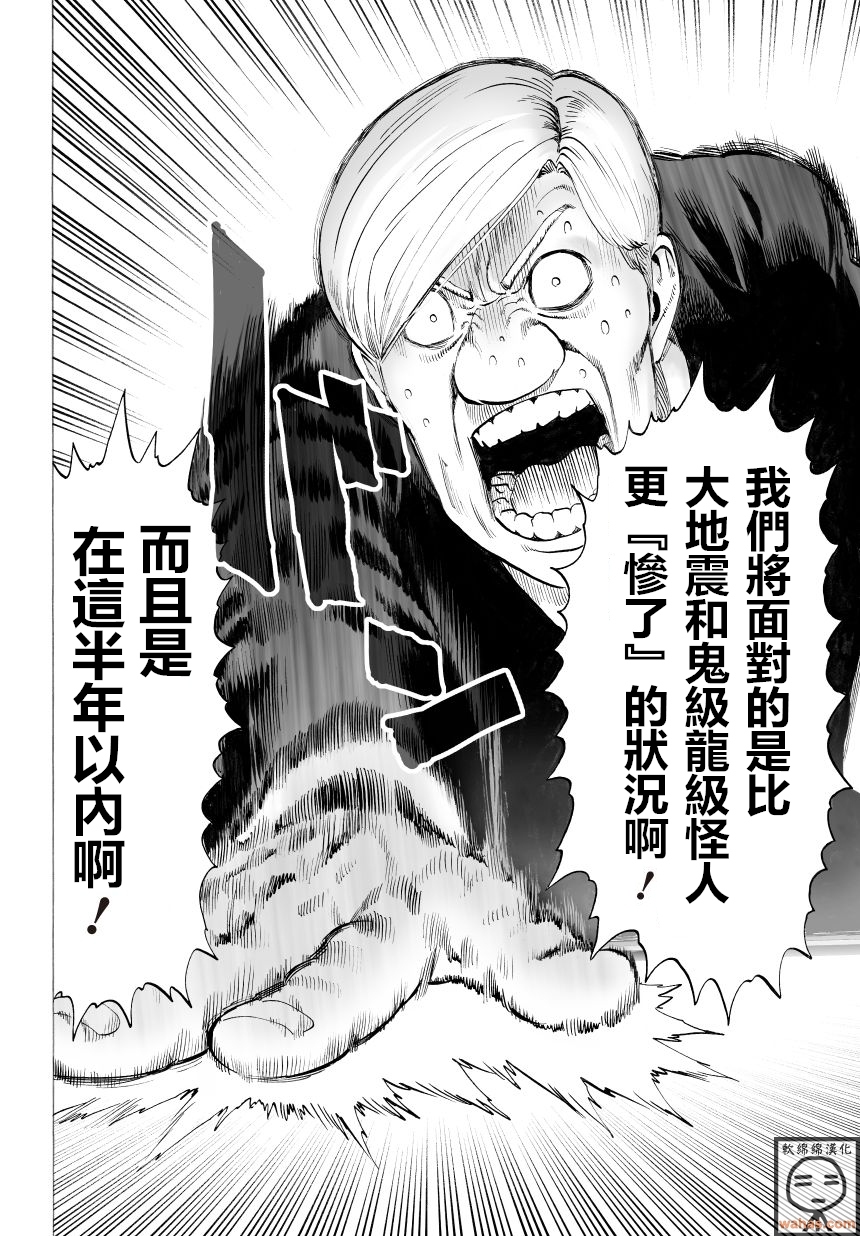 我們將面對的是比
大地震和鬼級龍級怪人
更『慘了』的狀況啊！
ドン
而且是
在這半年以內啊！
軟綿綿漢化
wahas.com